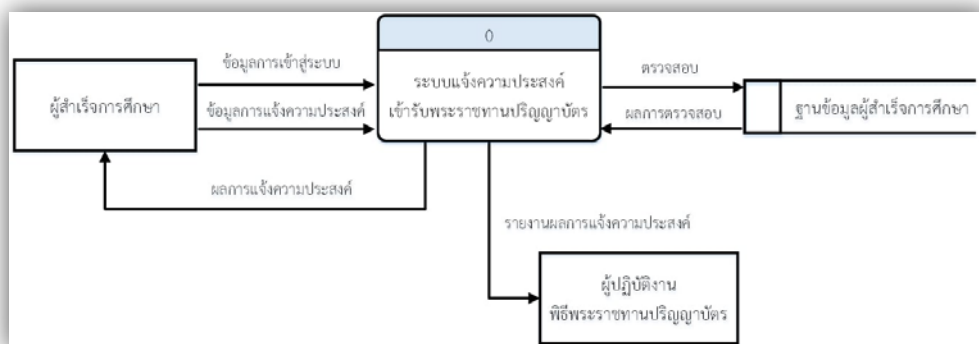 0
ระบบแจ้งความประสงค์
เข้ารับพระราชทานปริญญาบัตร
ผู้สำเร็จการศึกษา
ข้อมูลการเข้าสู่ระบบ
ข้อมูลการแจ้งความประสงค์
ผลการแจ้งความประสงค์
ตรวจสอบ
ผลการตรวจสอบ
ฐานข้อมูลผู้สำเร็จการศึกษา
รายงานผลการแจ้งความประสงค์
ผู้ปฏิบัติงาน
พิธีพระราชทานปริญญาบัตร